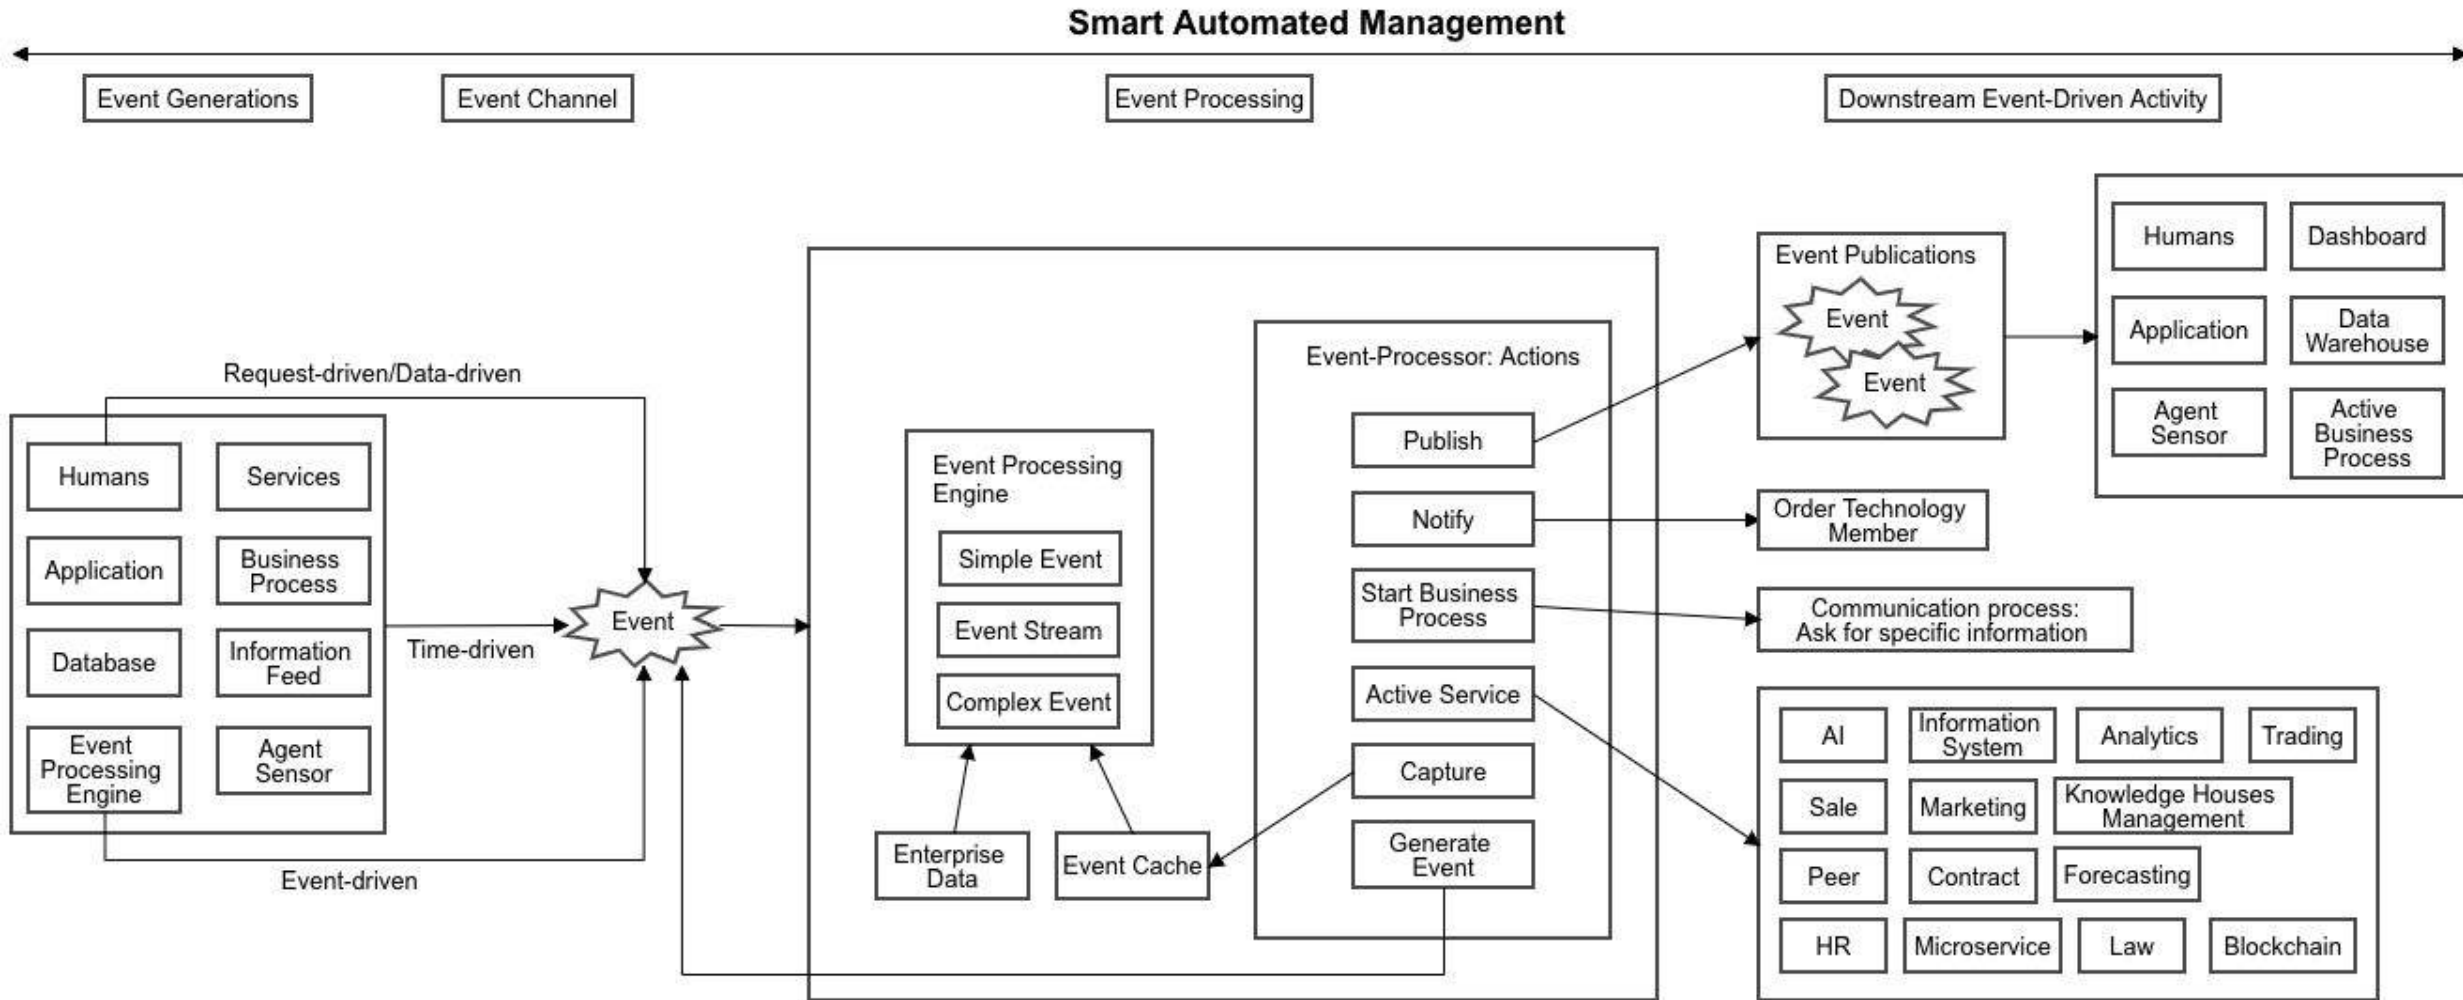 Smart Automated Management
Event Generations
Event Channel
Event Processing
Downstream Event-Driven Activity
Request-driven/Data-driven
Humans
Services
Application
Business
Process
Database
Information
Feed
Event
Processing
Engine
Agent
Sensor
Time-driven
Event-driven
Event
Event Processing
Engine
Simple Event
Event Stream
Complex Event
Enterprise
Data
Event Cache
Event-Processor: Actions
Publish
Notify
Start Business
Process
Active Service
Capture
Generate
Event
Event Publications
Event
Event
Humans
Dashboard
Application
Data
Warehouse
Agent
Sensor
Active
Business
Process
Order Technology
Member
Communication process:
Ask for specific information
AI
Information
System
Analytics
Trading
Sale
Marketing
Knowledge Houses
Management
Peer
Contract
Forecasting
HR
Microservice
Law
Blockchain